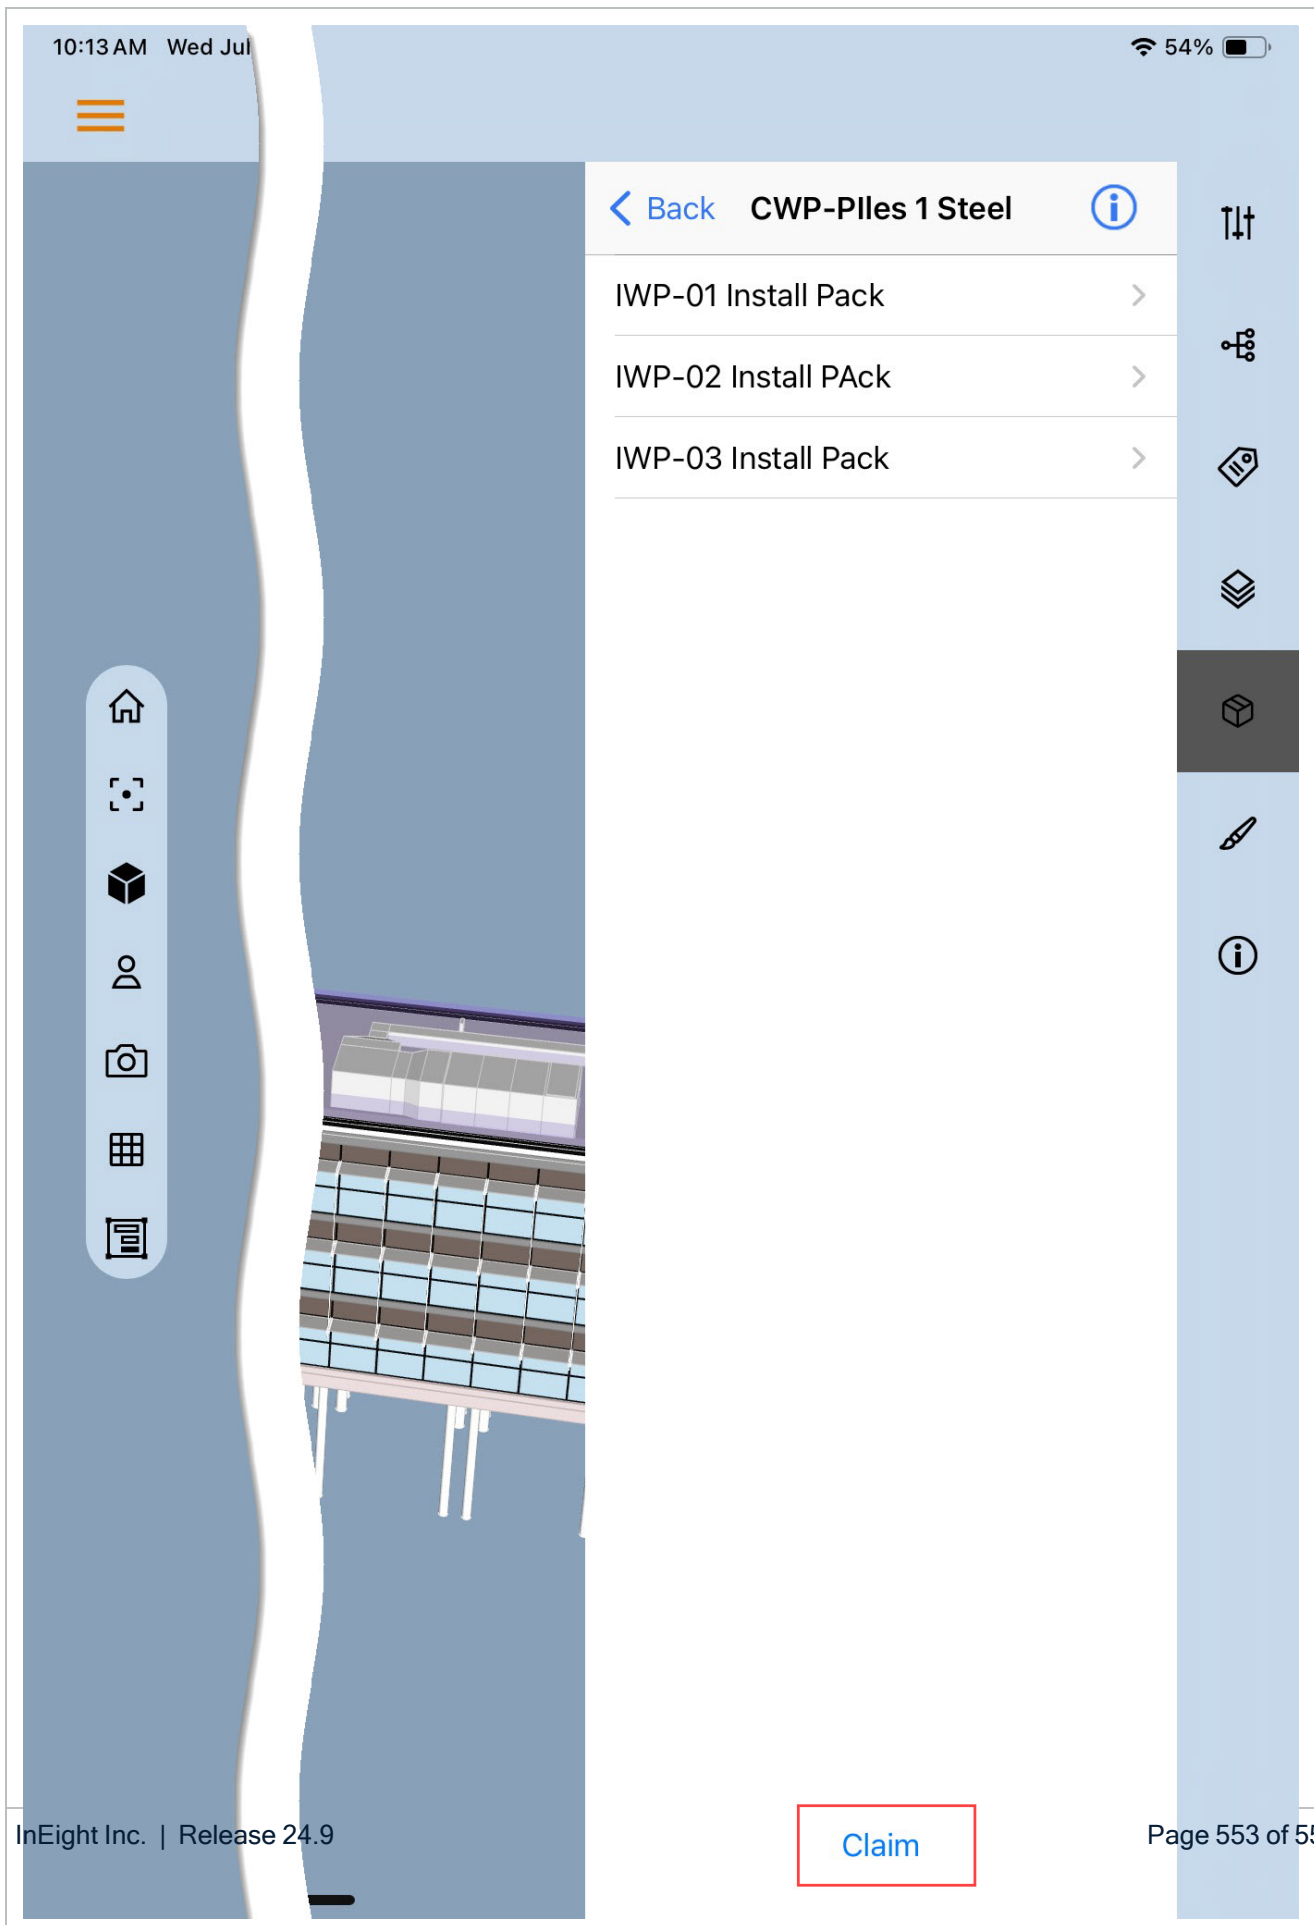 10:13 AM Wed Jul
54%
Back CWP-PIles 1 Steel
IWP-01 Install Pack
IWP-02 Install PAck
IWP-03 Install Pack
Claim
InEight Inc. | Release 24.9
Page 553 of